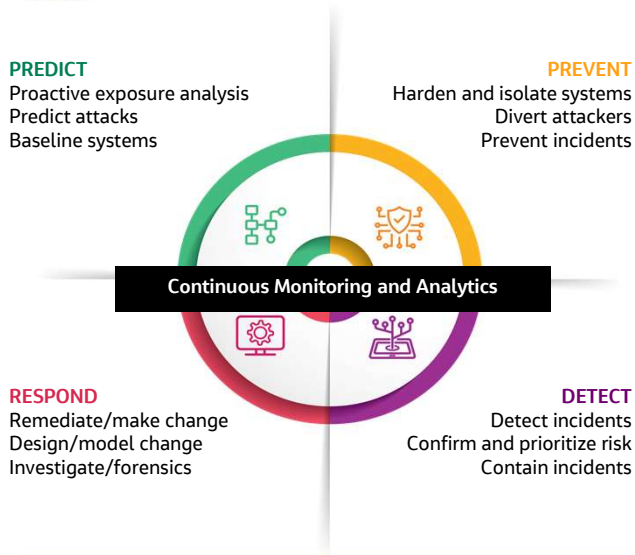 PREDICT
Proactive exposure analysis
Predict attacks
Baseline systems
PREVENT
Harden and isolate systems
Divert attackers
Prevent incidents
Continuous Monitoring and Analytics
RESPOND
Remediate/make change
Design/model change
Investigate/forensics
DETECT
Detect incidents
Confirm and prioritize risk
Contain incidents